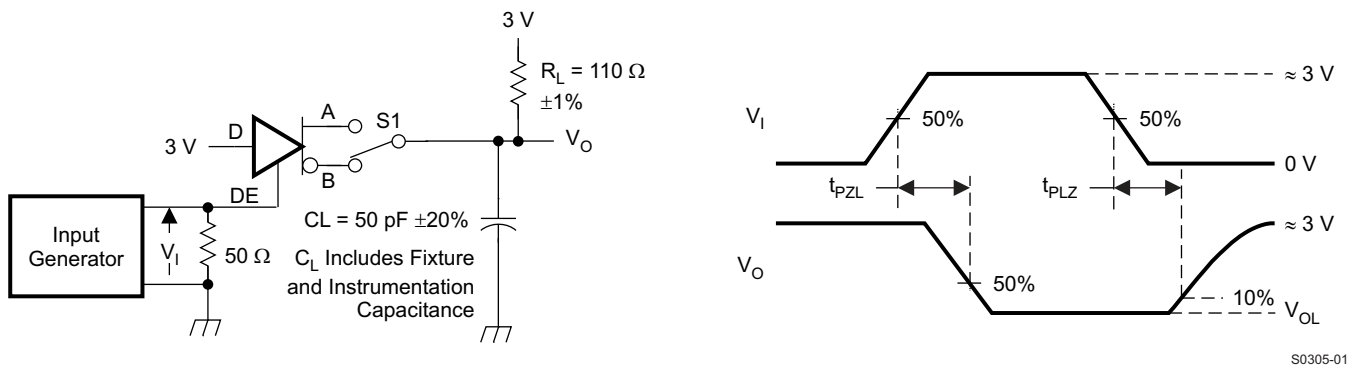 3 V
R_L = 110 Ω
±1%
A
S1
D
3 V
V_O
B
DE
CL = 50 pF ±20%
Input
Generator
V_I
50 Ω
C_L Includes Fixture
and Instrumentation
Capacitance
≈ 3 V
V_I
50%
50%
0 V
t_PZL
t_PLZ
≈ 3 V
V_O
50%
10%
V_OL
S0305-01